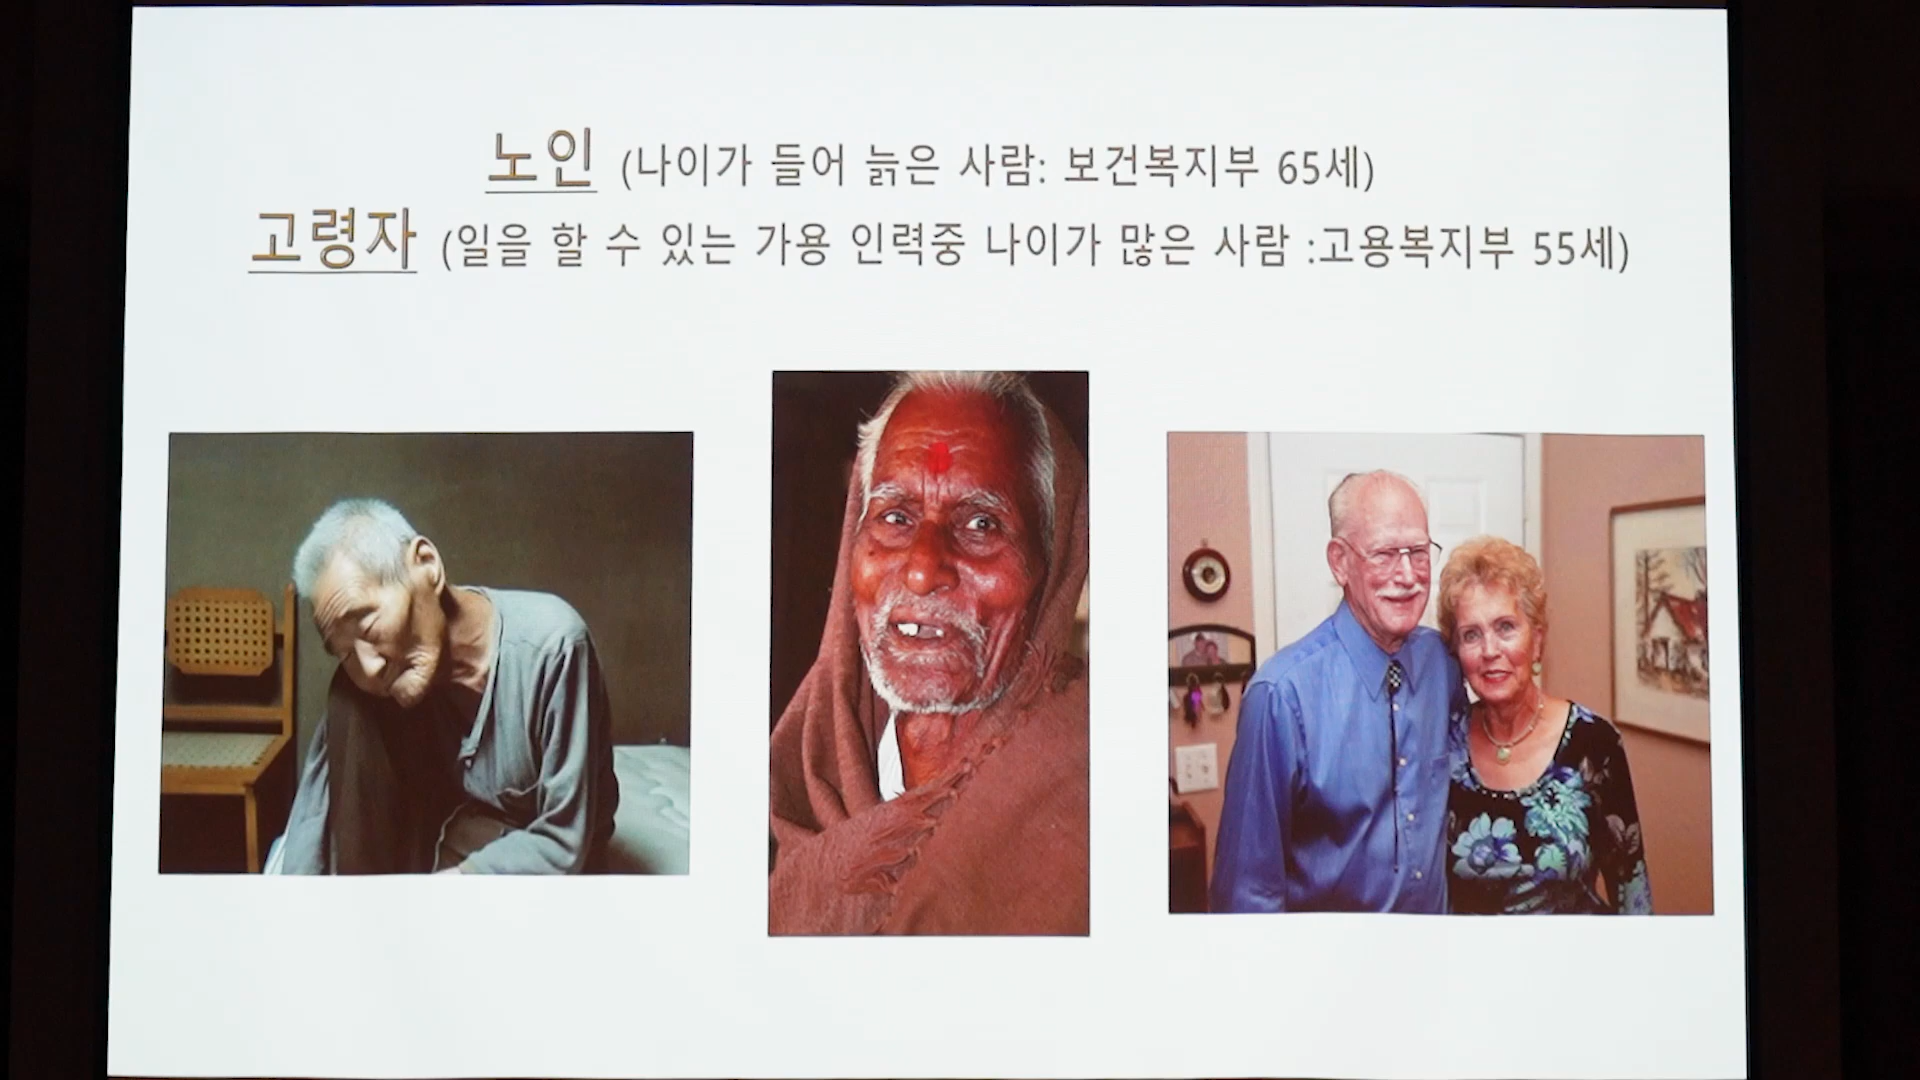 노인 (나이가 들어 늙은 사람: 보건복지부 65세)
고령자 (일을 할 수 있는 가용 인력중 나이가 많은 사람 :고용복지부 55세)